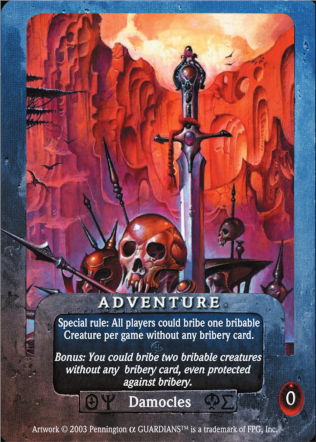 ADVENTURE
Special rule: All players could bribe one bribable
Creature per game without any bribery card.
Bonus: You could bribe two bribable creatures
without any bribery card, even protected
against bribery.
Damocles
0
Artwork © 2003 Pennington α GUARDIANS™ is a trademark of FPG, Inc.